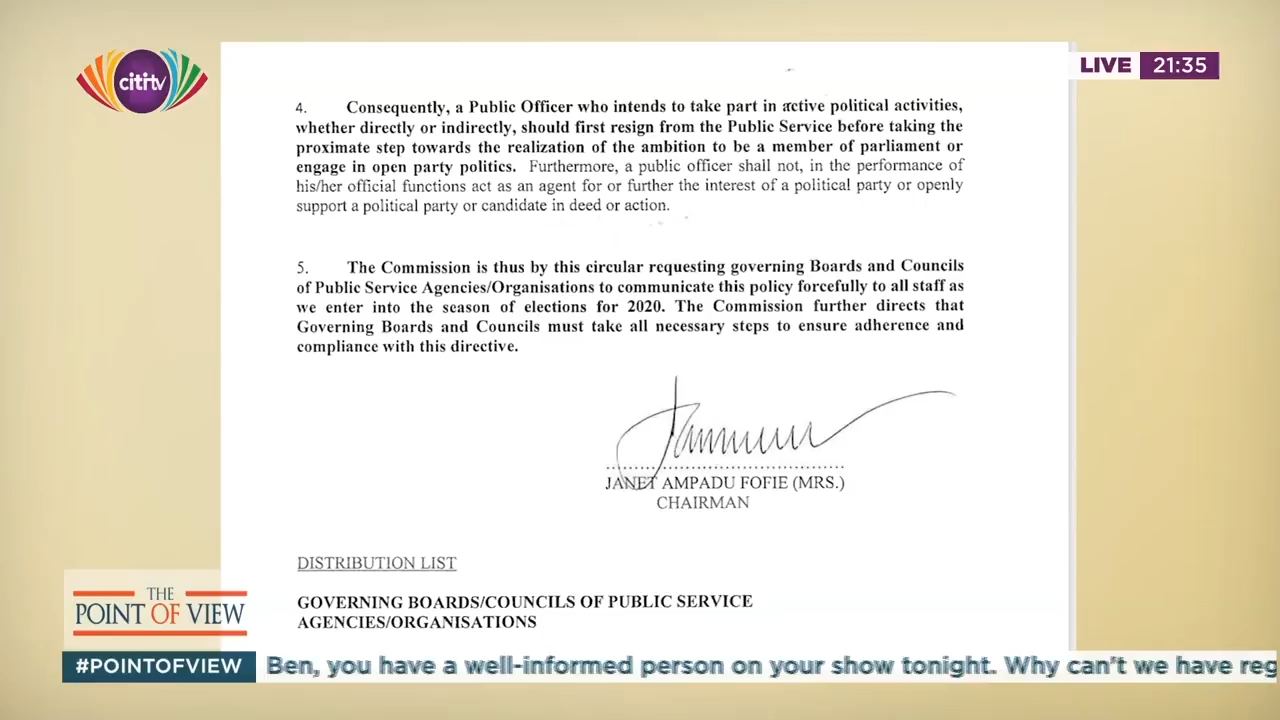 citi tv
LIVE 21:35
4. Consequently, a Public Officer who intends to take part in active political activities,
whether directly or indirectly, should first resign from the Public Service before taking the
proximate step towards the realization of the ambition to be a member of parliament or
engage in open party politics. Furthermore, a public officer shall not, in the performance of
his/her official functions act as an agent for or further the interest of a political party or openly
support a political party or candidate in deed or action.
5. The Commission is thus by this circular requesting governing Boards and Councils
of Public Service Agencies/Organisations to communicate this policy forcefully to all staff as
we enter into the season of elections for 2020. The Commission further directs that
Governing Boards and Councils must take all necessary steps to ensure adherence and
compliance with this directive.
JANET AMPADU FOFIE (MRS.)
CHAIRMAN
DISTRIBUTION LIST
GOVERNING BOARDS/COUNCILS OF PUBLIC SERVICE
AGENCIES/ORGANISATIONS
THE
POINT OF VIEW
#POINTOFVIEW Ben, you have a well-informed person on your show tonight. Why can't we have reg